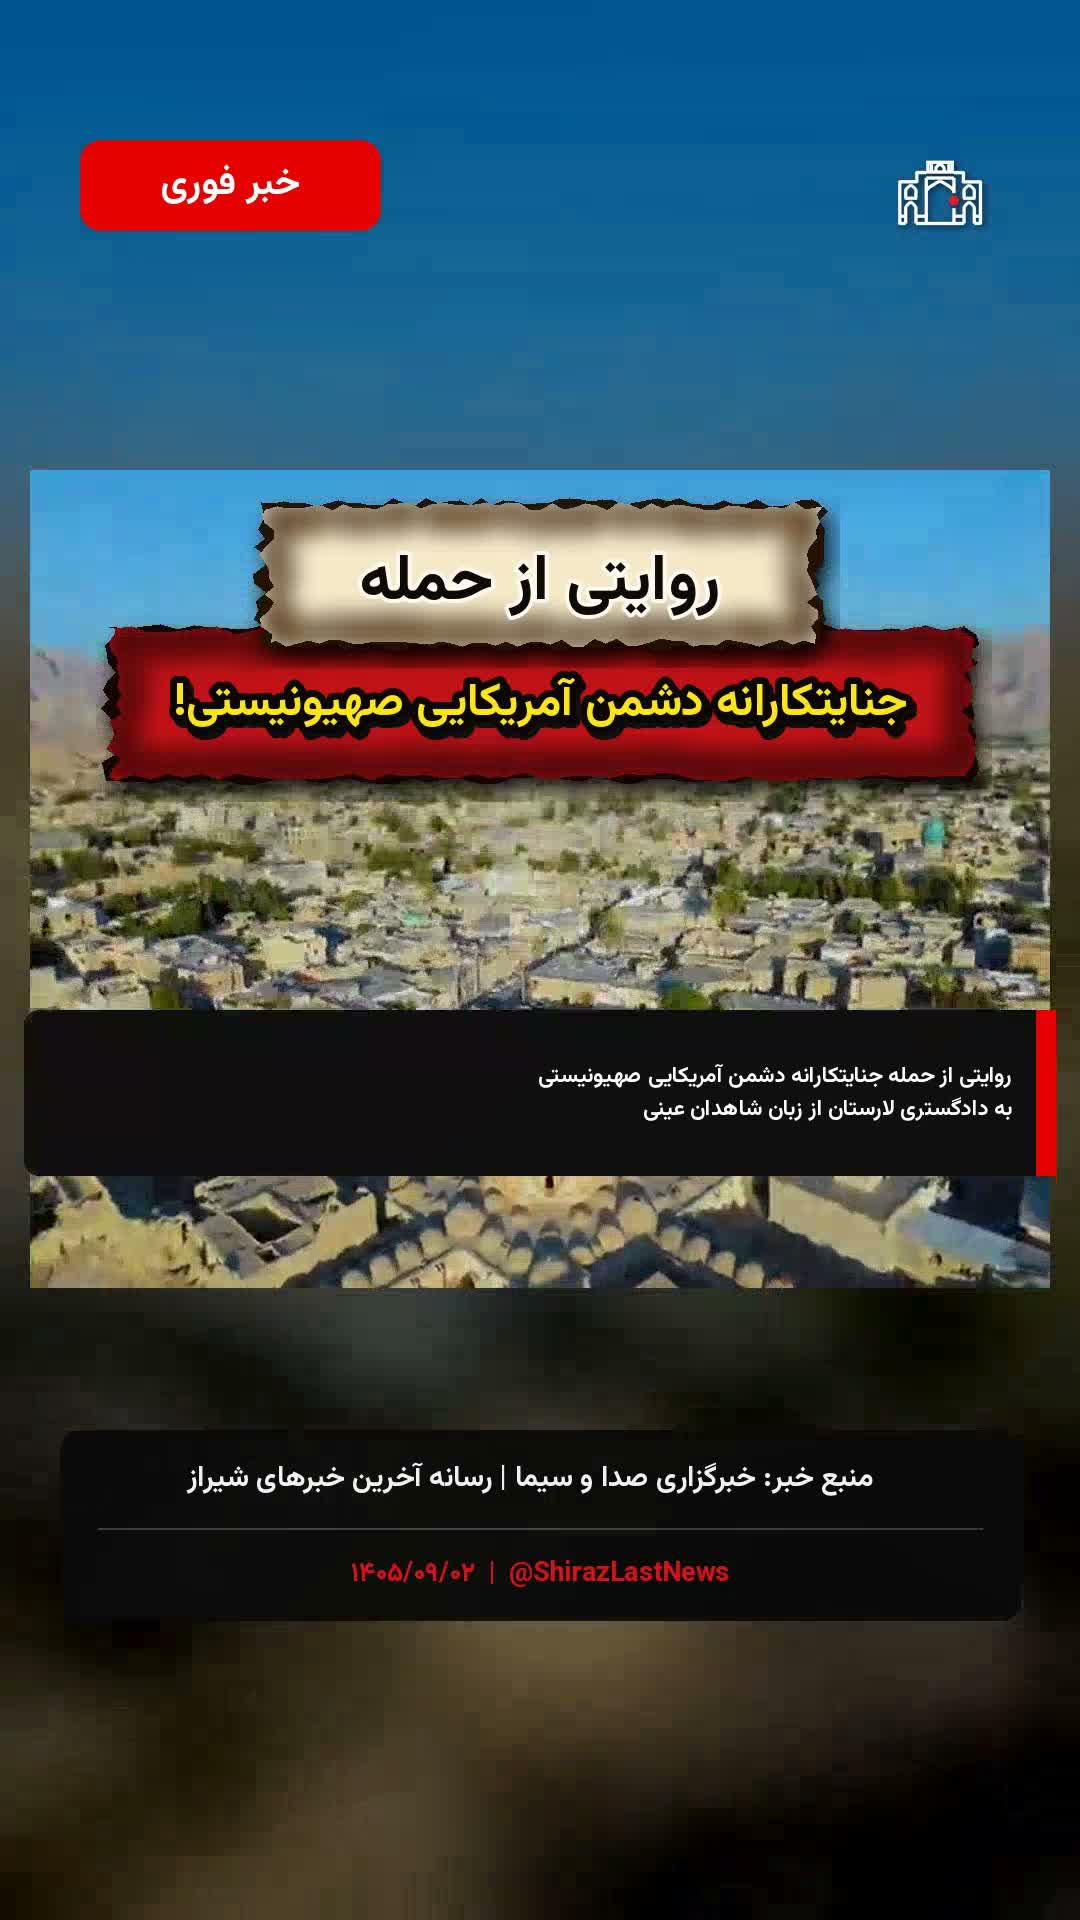 خبر فوری
روایتی از حمله
جنایتکارانه دشمن آمریکایی صهیونیستی!
روایتی از حمله جنایتکارانه دشمن آمریکایی صهیونیستی
به دادگستری لارستان از زبان شاهدان عینی
منبع خبر: خبرگزاری صدا و سیما | رسانه آخرین خبرهای شیراز
@ShirazLastNews | ۱۴۰۵/۰۹/۰۲